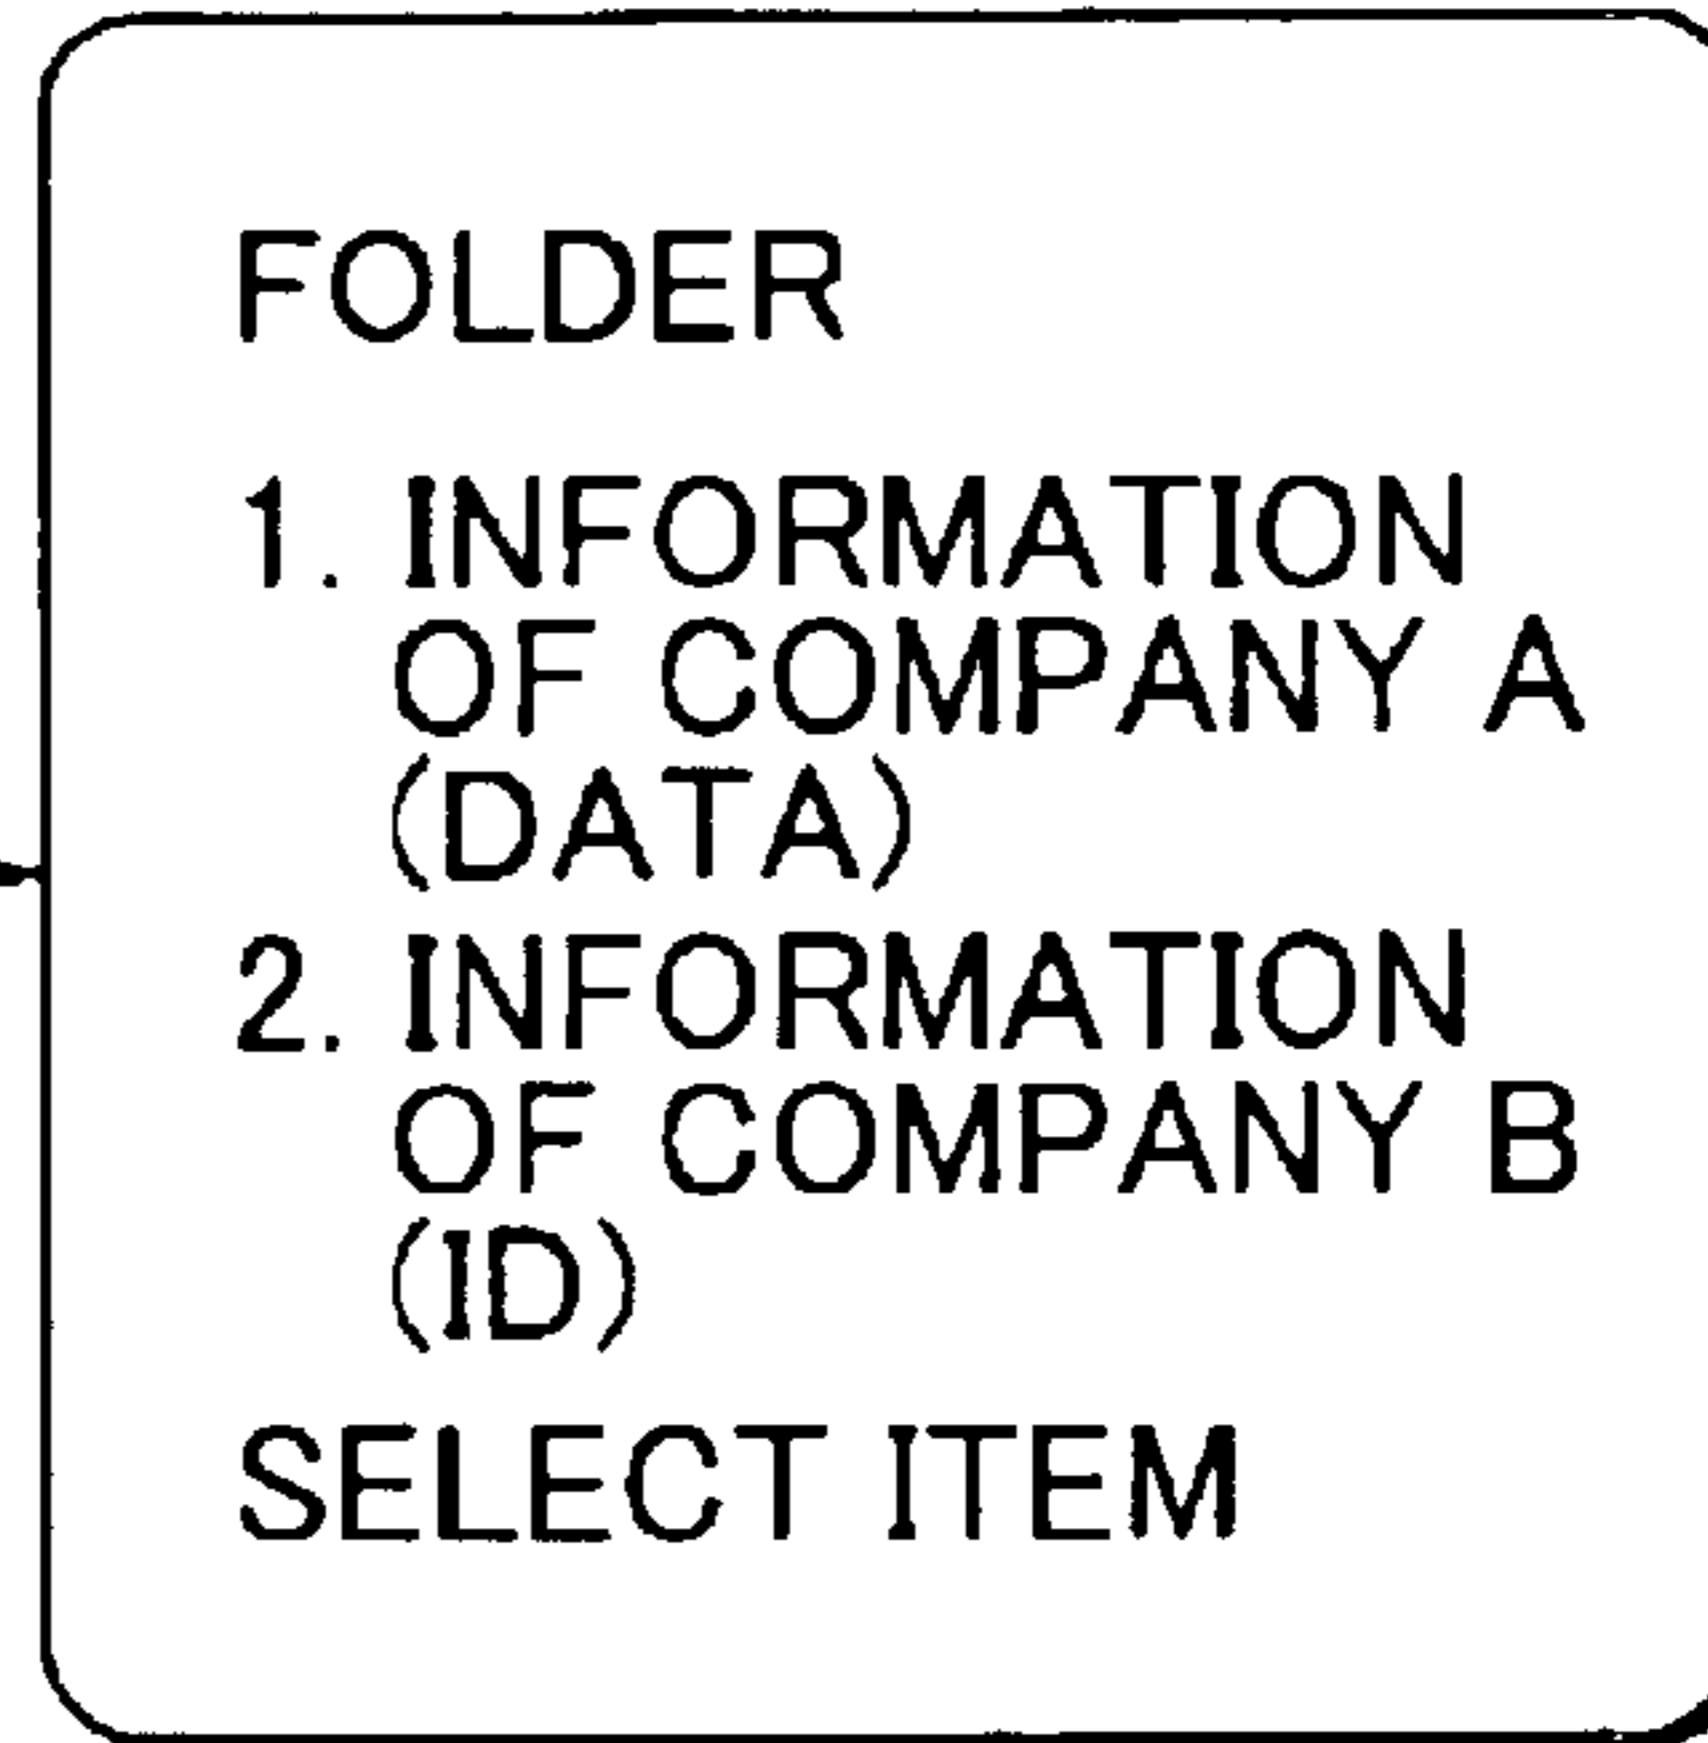 FOLDER
1. INFORMATION
OF COMPANY A
(DATA)
2. INFORMATION
OF COMPANY B
(ID)
SELECT ITEM